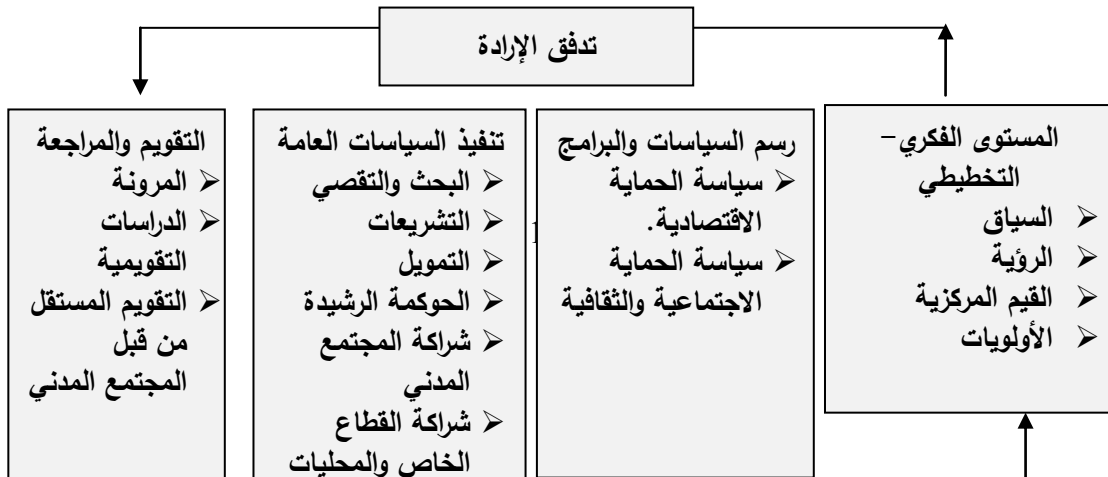 تدفق الإرادة
المستوى الفكري –
التخطيطي
السياق
الرؤية
القيم المركزية
الأولويات
رسم السياسات والبرامج
سياسة الحماية
الاقتصادية.
سياسة الحماية
الاجتماعية والثقافية
1
تنفيذ السياسات العامة
البحث والتقصي
التشريعات
التمويل
الحوكمة الرشيدة
شراكة المجتمع
المدني
شراكة القطاع
الخاص والمحليات
التقويم والمراجعة
المرونة
الدراسات
التقويمية
التقويم المستقل
من قبل
المجتمع المدني